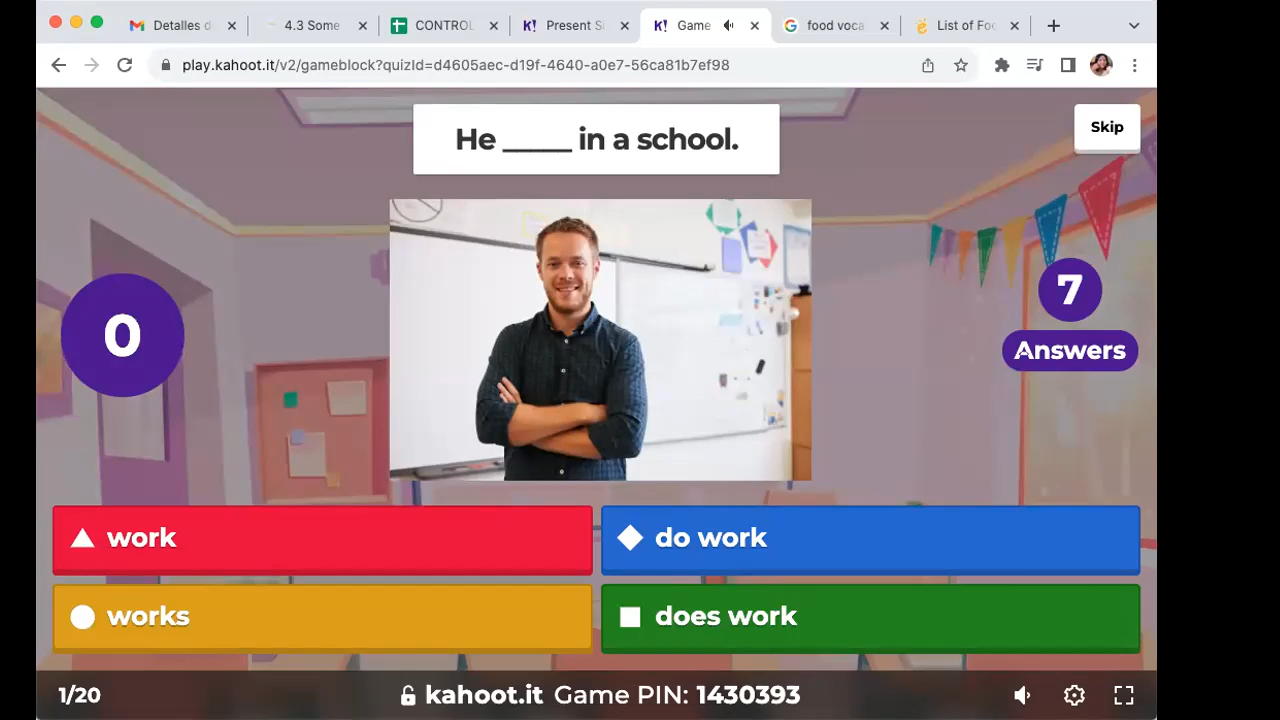 Detalles d
4.3 Some
CONTROL
K! Present Si
K! Game
food voca
List of Foo
play.kahoot.it/v2/gameblock?quizId=d4605aec-d19f-4640-a0e7-56ca81b7ef98
He _____ in a school.
Skip
0
7
Answers
work
do work
works
does work
1/20
kahoot.it Game PIN: 1430393